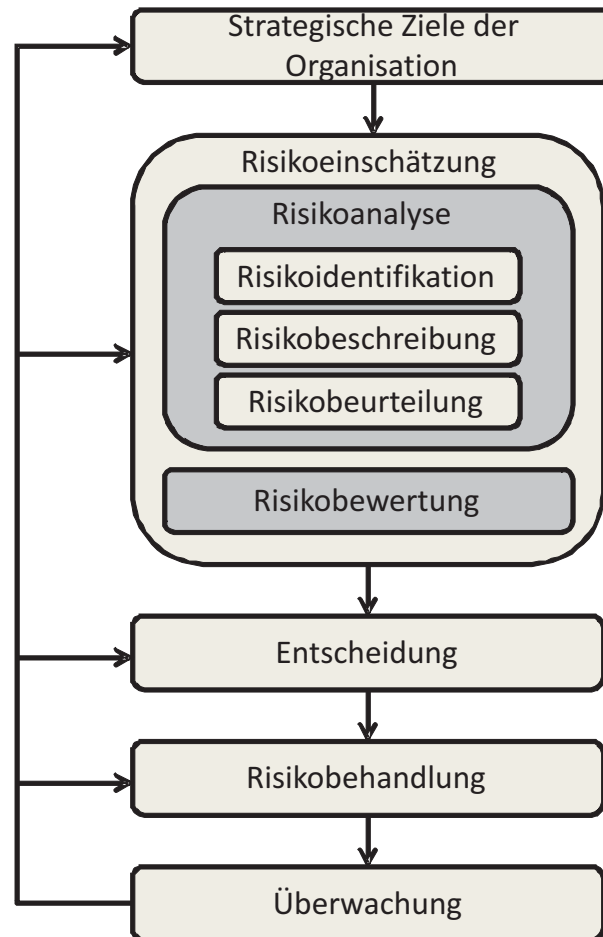 Strategische Ziele der
Organisation
Risikoeinschätzung
Risikoanalyse
Risikoidentifikation
Risikobeschreibung
Risikobeurteilung
Risikobewertung
Entscheidung
Risikobehandlung
Überwachung